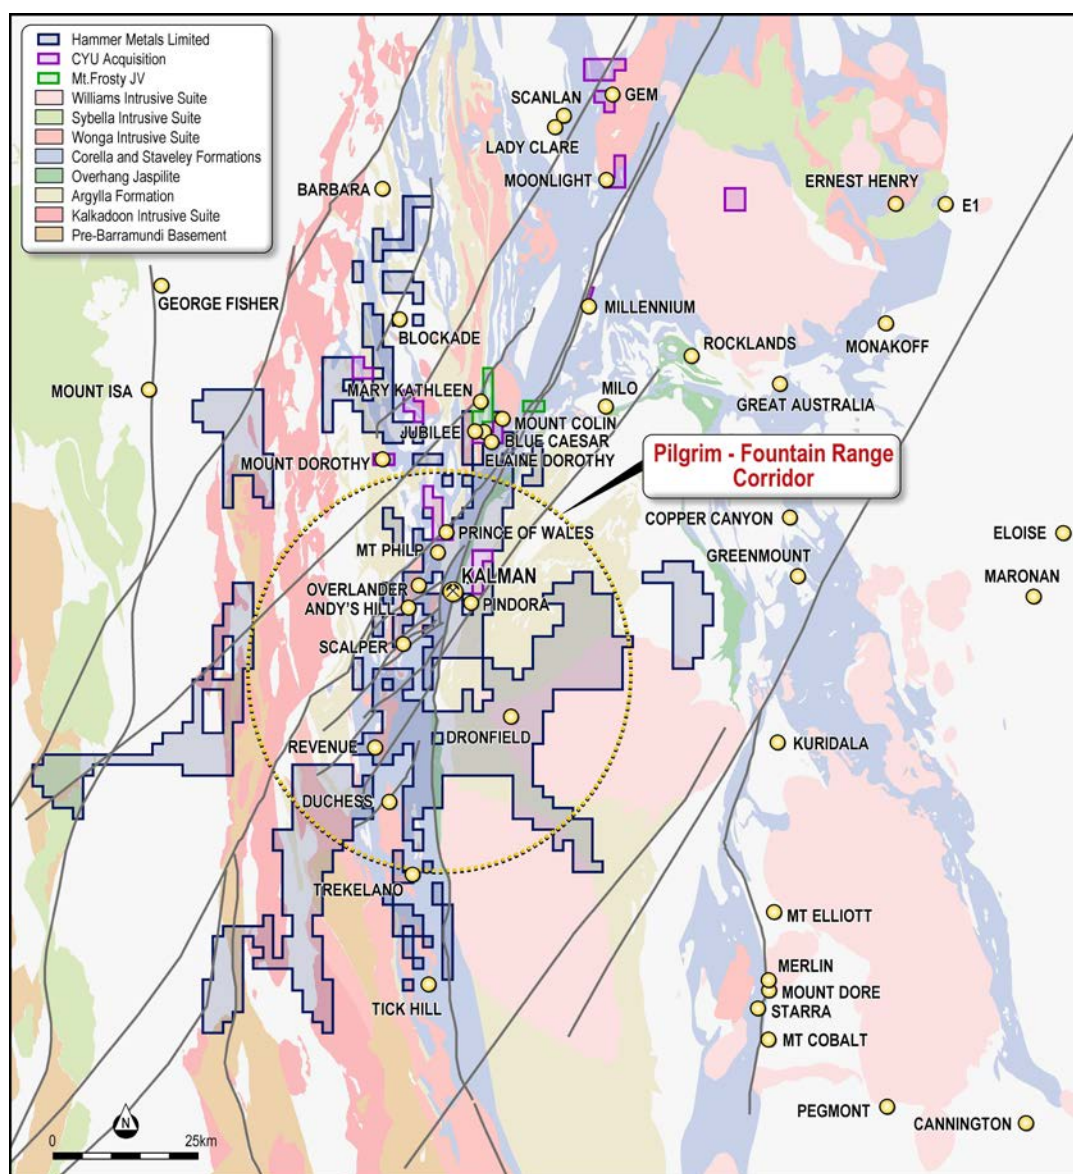 Hammer Metals Limited
CYU Acquisition
Mt.Frosty JV
Williams Intrusive Suite
Sybella Intrusive Suite
Wonga Intrusive Suite
Corella and Staveley Formations
Overhang Jaspilite
Argylla Formation
Kalkadoon Intrusive Suite
Pre-Barramundi Basement
GEM
SCANLAN
LADY CLARE
MOONLIGHT
BARBARA
ERNEST HENRY
E1
GEORGE FISHER
MILLENNIUM
BLOCKADE
MONAKOFF
ROCKLANDS
MOUNT ISA
MARY KATHLEEN
MILO
GREAT AUSTRALIA
MOUNT COLIN
JUBILEE
BLUE CAESAR
ELAINE DOROTHY
MOUNT DOROTHY
Pilgrim - Fountain Range
Corridor
COPPER CANYON
PRINCE OF WALES
ELOISE
MT PHILP
GREENMOUNT
KALMAN
MARONAN
OVERLANDER
ANDY'S HILL
PINDORA
SCALPER
DRONFIELD
REVENUE
KURIDALA
DUCHESS
TREKELANO
MT ELLIOTT
MERLIN
TICK HILL
MOUNT DORE
STARRA
MT COBALT
PEGMONT
CANNINGTON
N
0 25km